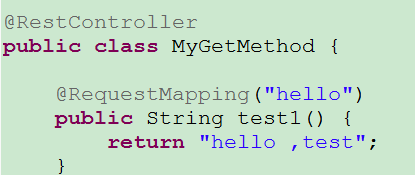 @RestController
public class MyGetMethod {
@RequestMapping("hello")
public String test1() {
return "hello ,test";
}